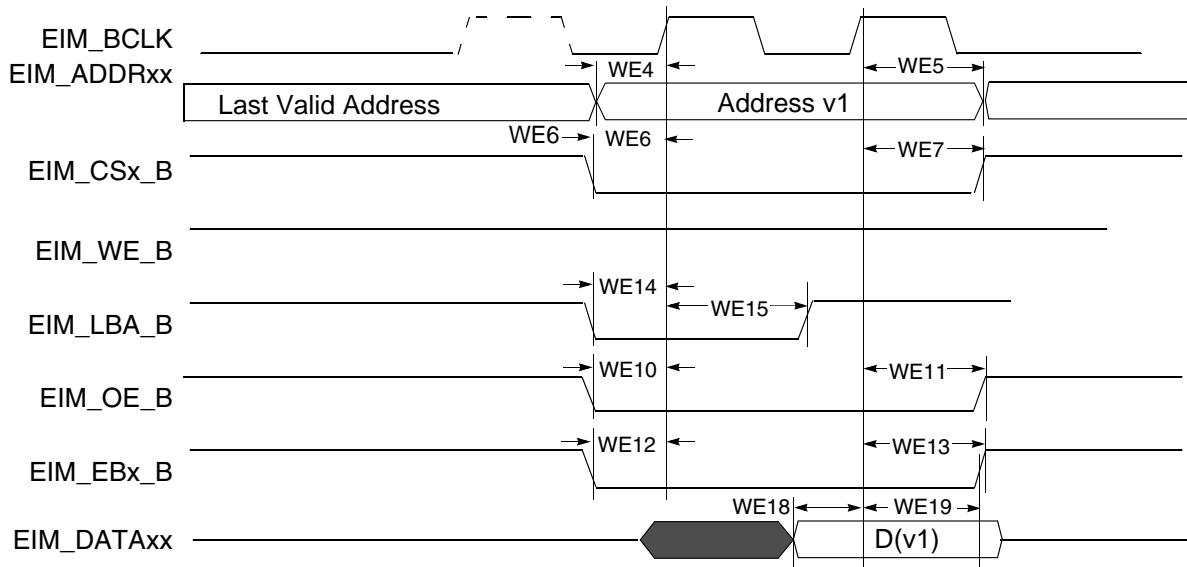 EIM_BCLK
EIM_ADDRxx
WE4
WE5
Last Valid Address
Address v1
WE6
WE6
WE7
EIM_CSx_B
EIM_WE_B
WE14
WE15
EIM_LBA_B
WE10
WE11
EIM_OE_B
WE12
WE13
EIM_EBx_B
WE18
WE19
EIM_DATAxx
D(v1)